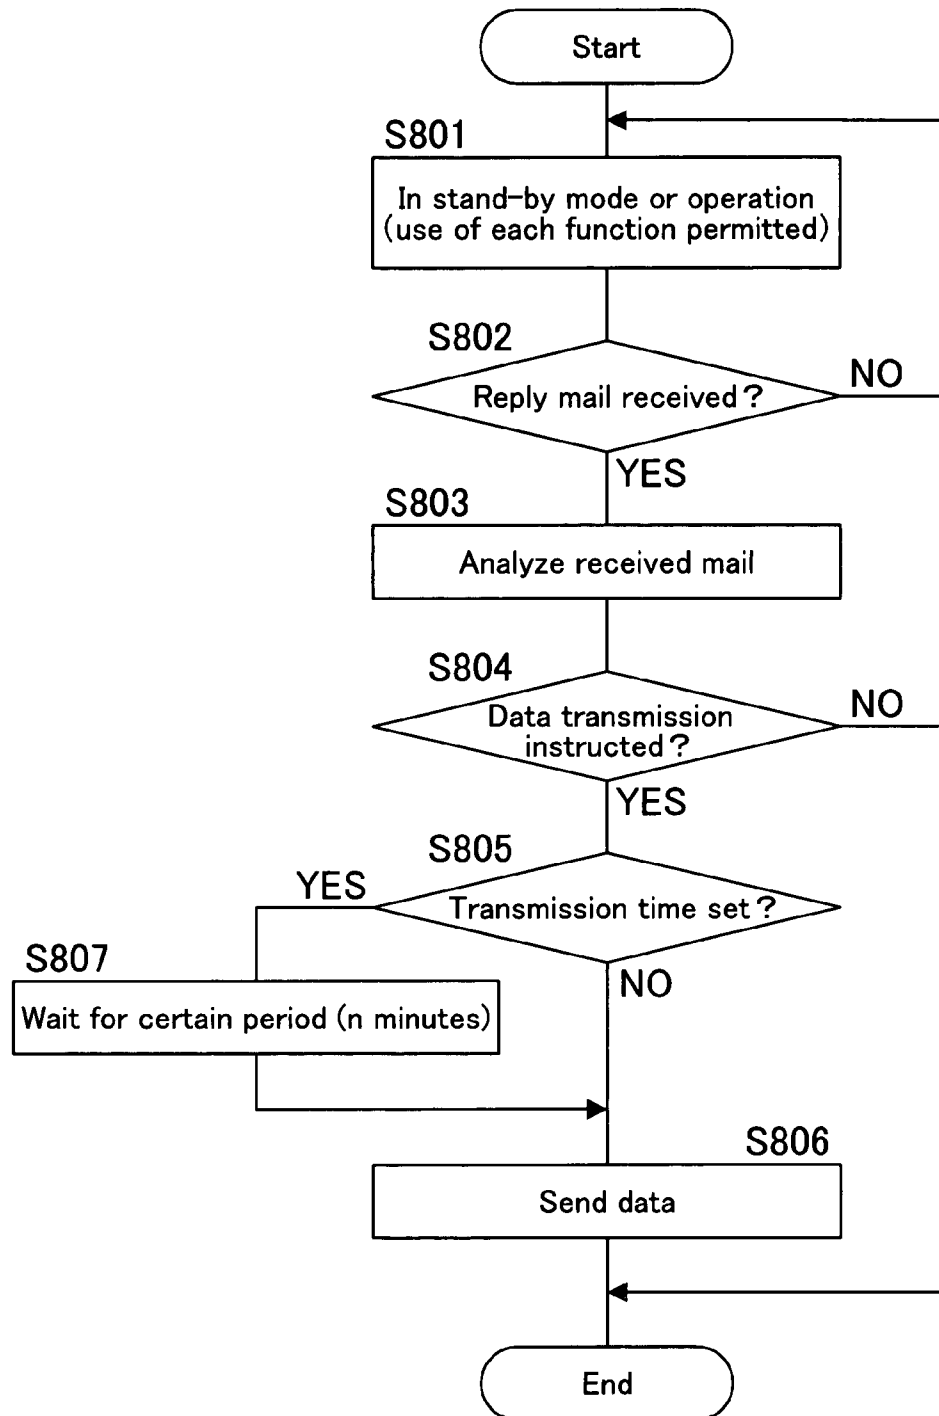 Start
S801
In stand-by mode or operation
(use of each function permitted)
S802
NO
Reply mail received?
YES
S803
Analyze received mail
S804
NO
Data transmission
instructed?
YES
S805
YES
Transmission time set?
S807
NO
Wait for certain period (n minutes)
S806
Send data
End